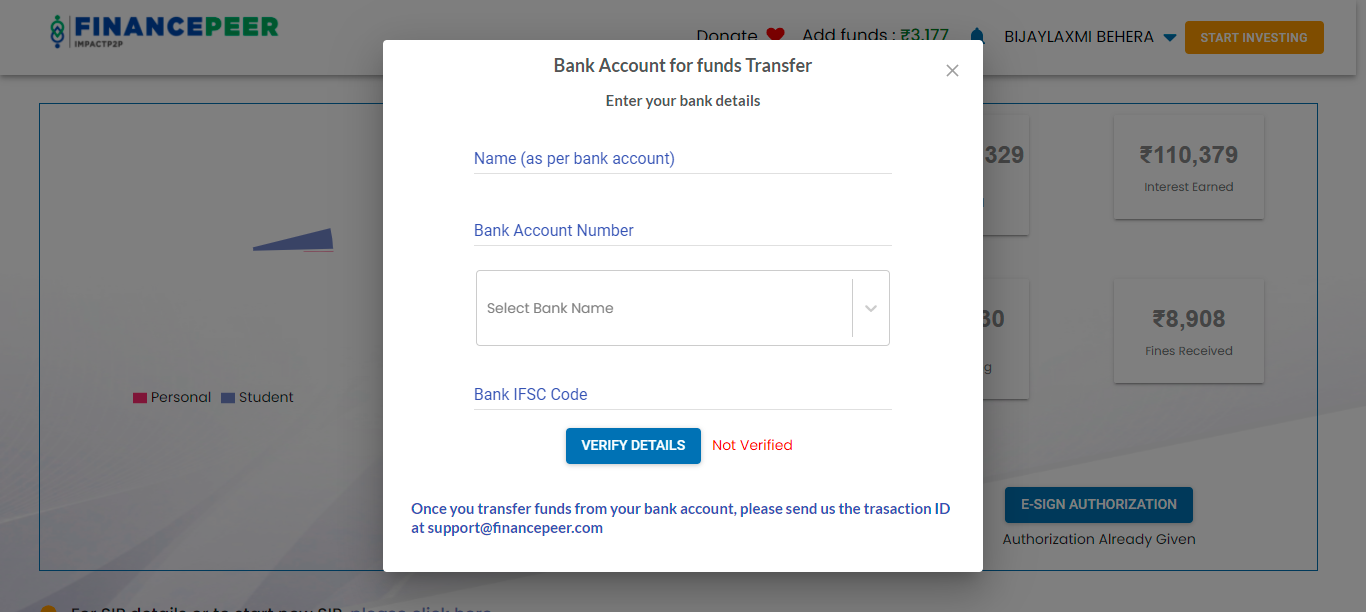 FINANCEPEER
IMPACTP2P
Donate Add funds : ₹3,177 BIJAYLAXMI BEHERA START INVESTING
Bank Account for funds Transfer
Enter your bank details
Name (as per bank account)
Bank Account Number
Select Bank Name
Bank IFSC Code
VERIFY DETAILS Not Verified
Once you transfer funds from your bank account, please send us the trasaction ID
at support@financepeer.com
329
₹110,379
Interest Earned
30
g
₹8,908
Fines Received
Personal Student
E-SIGN AUTHORIZATION
Authorization Already Given
For SIP details or to start new SIP, please click here